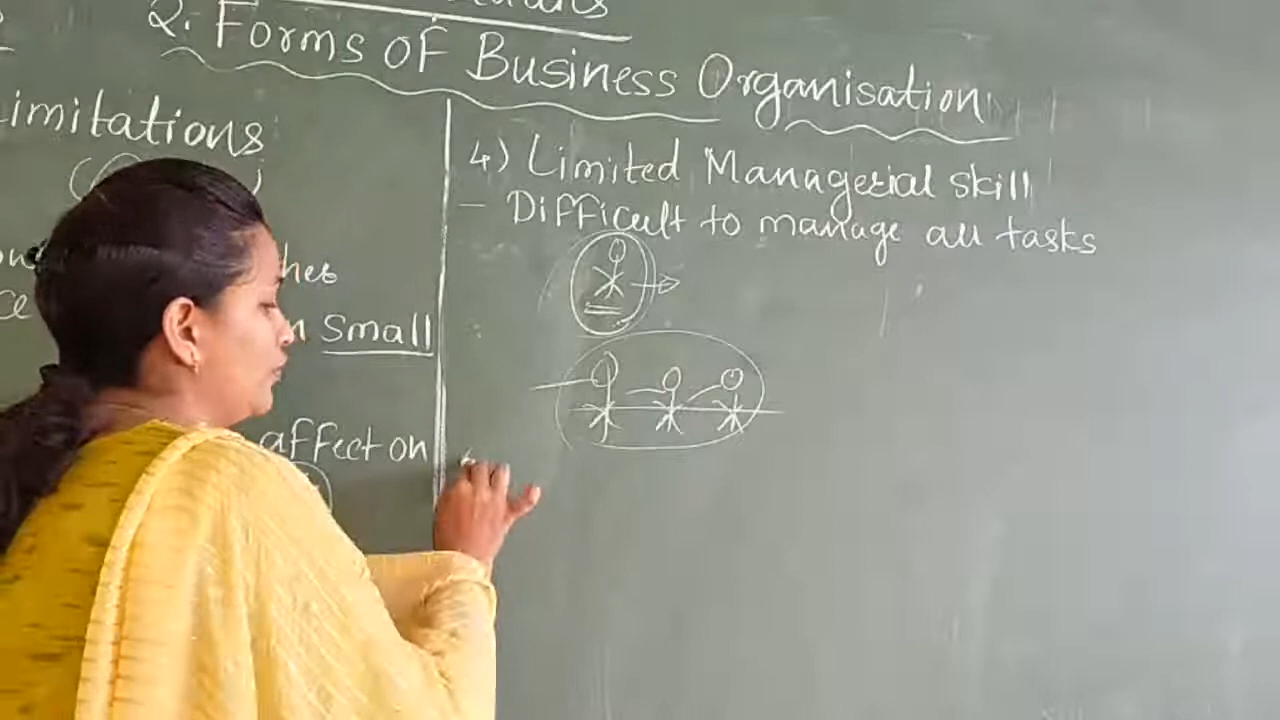 2. Forms of Business Organisation
Limitations
small
affect on
4) Limited Managerial skill
- Difficult to manage all tasks